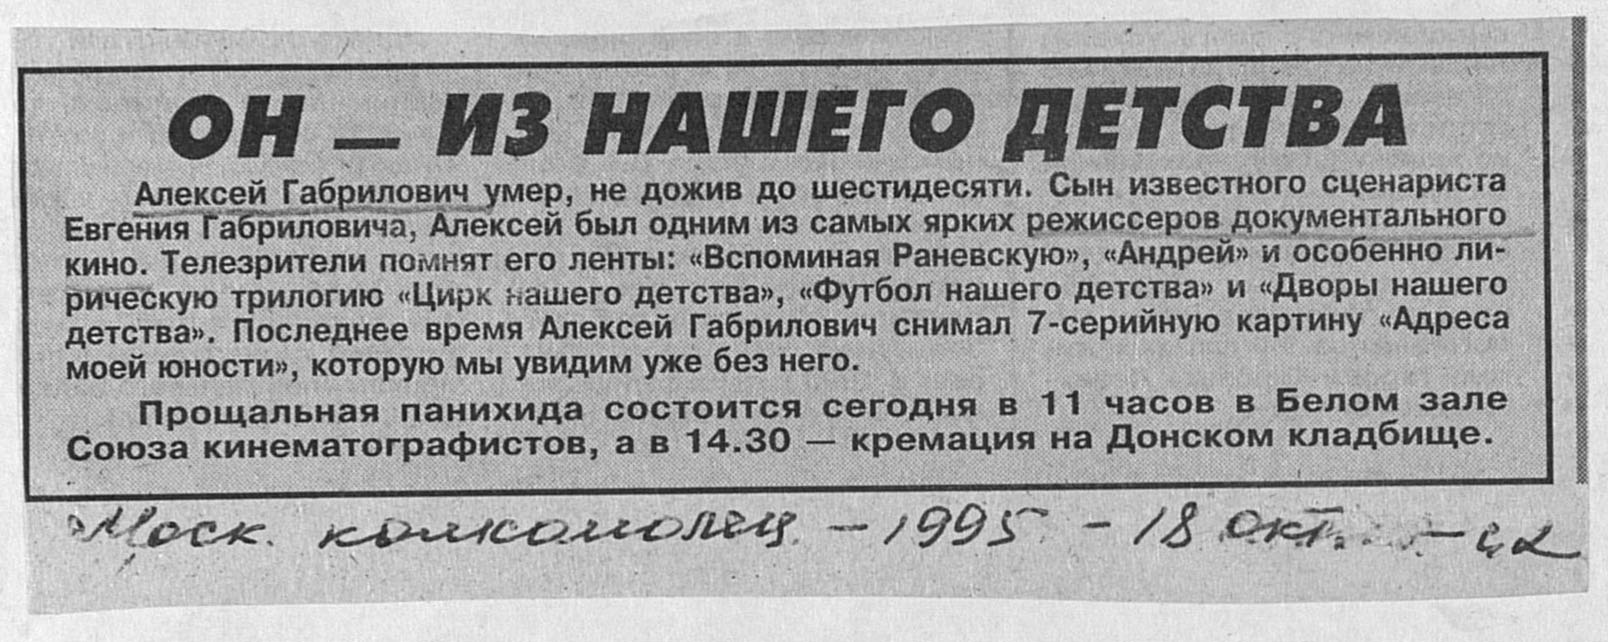 ОН — ИЗ НАШЕГО ДЕТСТВА
Алексей Габрилович умер, не дожив до шестидесяти. Сын известного сценариста
Евгения Габриловича, Алексей был одним из самых ярких режиссеров документального
кино. Телезрители помнят его ленты: «Вспоминая Раневскую», «Андрей» и особенно ли-
рическую трилогию «Цирк нашего детства», «Футбол нашего детства» и «Дворы нашего
детства». Последнее время Алексей Габрилович снимал 7-серийную картину «Адреса
моей юности», которую мы увидим уже без него.
Прощальная панихида состоится сегодня в 11 часов в Белом зале
Союза кинематографистов, а в 14.30 — кремация на Донском кладбище.
Моск. комсомолец - 1995 - 18 окт.